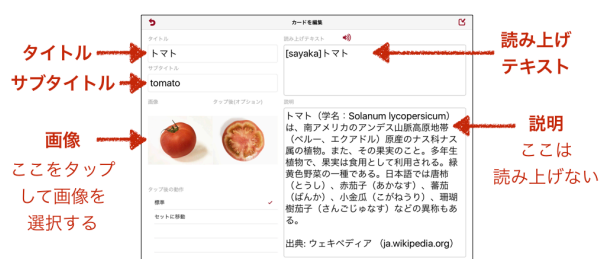 カードを編集
タイトル
トマト
サブタイトル
tomato
画像
タップ後(オプション)
タップ後の動作
標準
セットに移動
読み上げテキスト
[sayaka]トマト
説明
トマト（学名：Solanum lycopersicum）
は、南アメリカのアンデス山脈高原地帯
（ペルー、エクアドル）原産のナス科ナス
属の植物。また、その果実のこと。多年生
植物で、果実は食用として利用される。緑
黄色野菜の一種である。日本語では唐柿
（とうし）、赤茄子（あかなす）、蕃茄
（ばんか）、小金瓜（こがねうり）、珊瑚
樹茄子（さんごじゅなす）などの異称もあ
る。
出典: ウェキペディア （ja.wikipedia.org）
タイトル
サブタイトル
画像
ここをタップ
して画像を
選択する
読み上げ
テキスト
説明
ここは
読み上げない